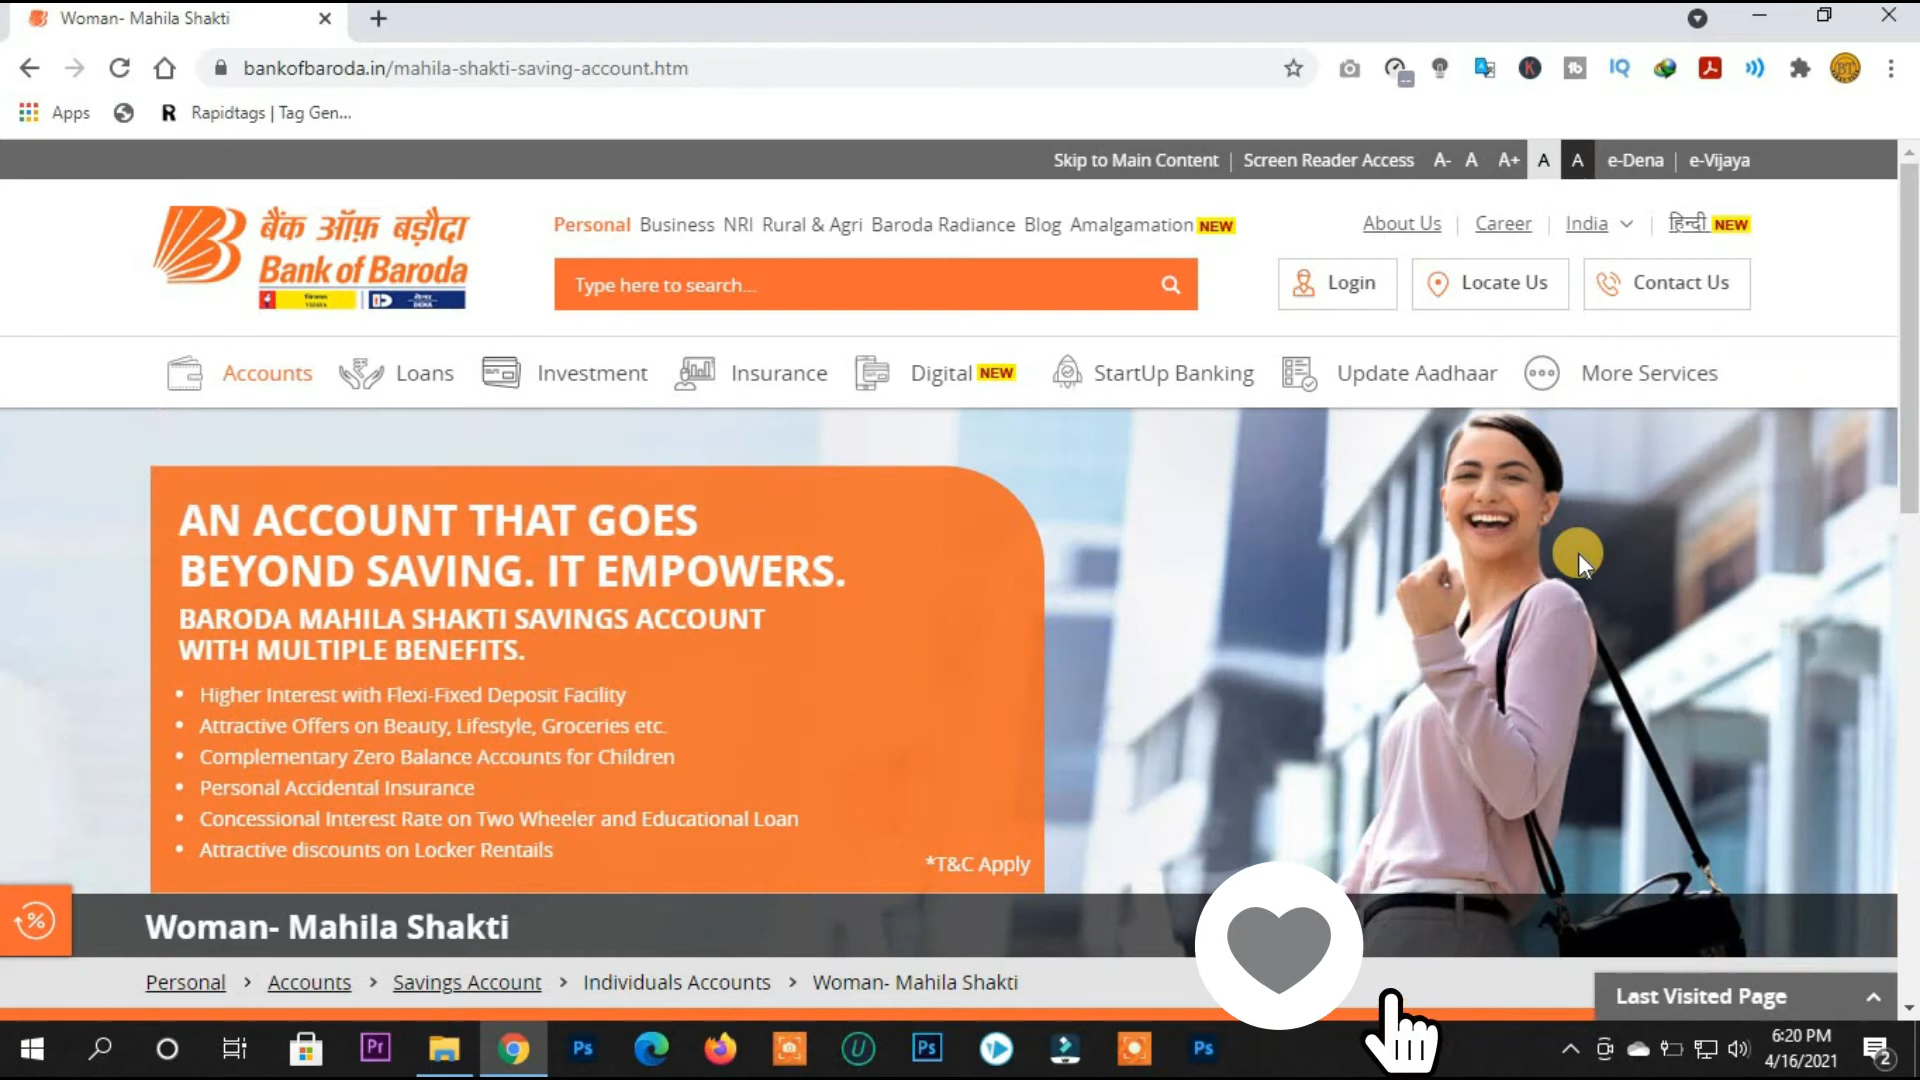 Woman- Mahila Shakti
bankofbaroda.in/mahila-shakti-saving-account.htm
Apps
R Rapidtags | Tag Gen...
Skip to Main Content | Screen Reader Access A- A A+ A A e-Dena | e-Vijaya
बैंक ऑफ़ बड़ौदा
Bank of Baroda
Personal Business NRI Rural & Agri Baroda Radiance Blog Amalgamation NEW
About Us | Career | India | हिन्दी NEW
Type here to search...
Login
Locate Us
Contact Us
Accounts Loans Investment Insurance Digital NEW StartUp Banking Update Aadhaar More Services
AN ACCOUNT THAT GOES
BEYOND SAVING. IT EMPOWERS.
BARODA MAHILA SHAKTI SAVINGS ACCOUNT
WITH MULTIPLE BENEFITS.
• Higher Interest with Flexi-Fixed Deposit Facility
• Attractive Offers on Beauty, Lifestyle, Groceries etc.
• Complementary Zero Balance Accounts for Children
• Personal Accidental Insurance
• Concessional Interest Rate on Two Wheeler and Educational Loan
• Attractive discounts on Locker Rentails
*T&C Apply
Woman- Mahila Shakti
Personal > Accounts > Savings Account > Individuals Accounts > Woman- Mahila Shakti
Last Visited Page
6:20 PM
4/16/2021